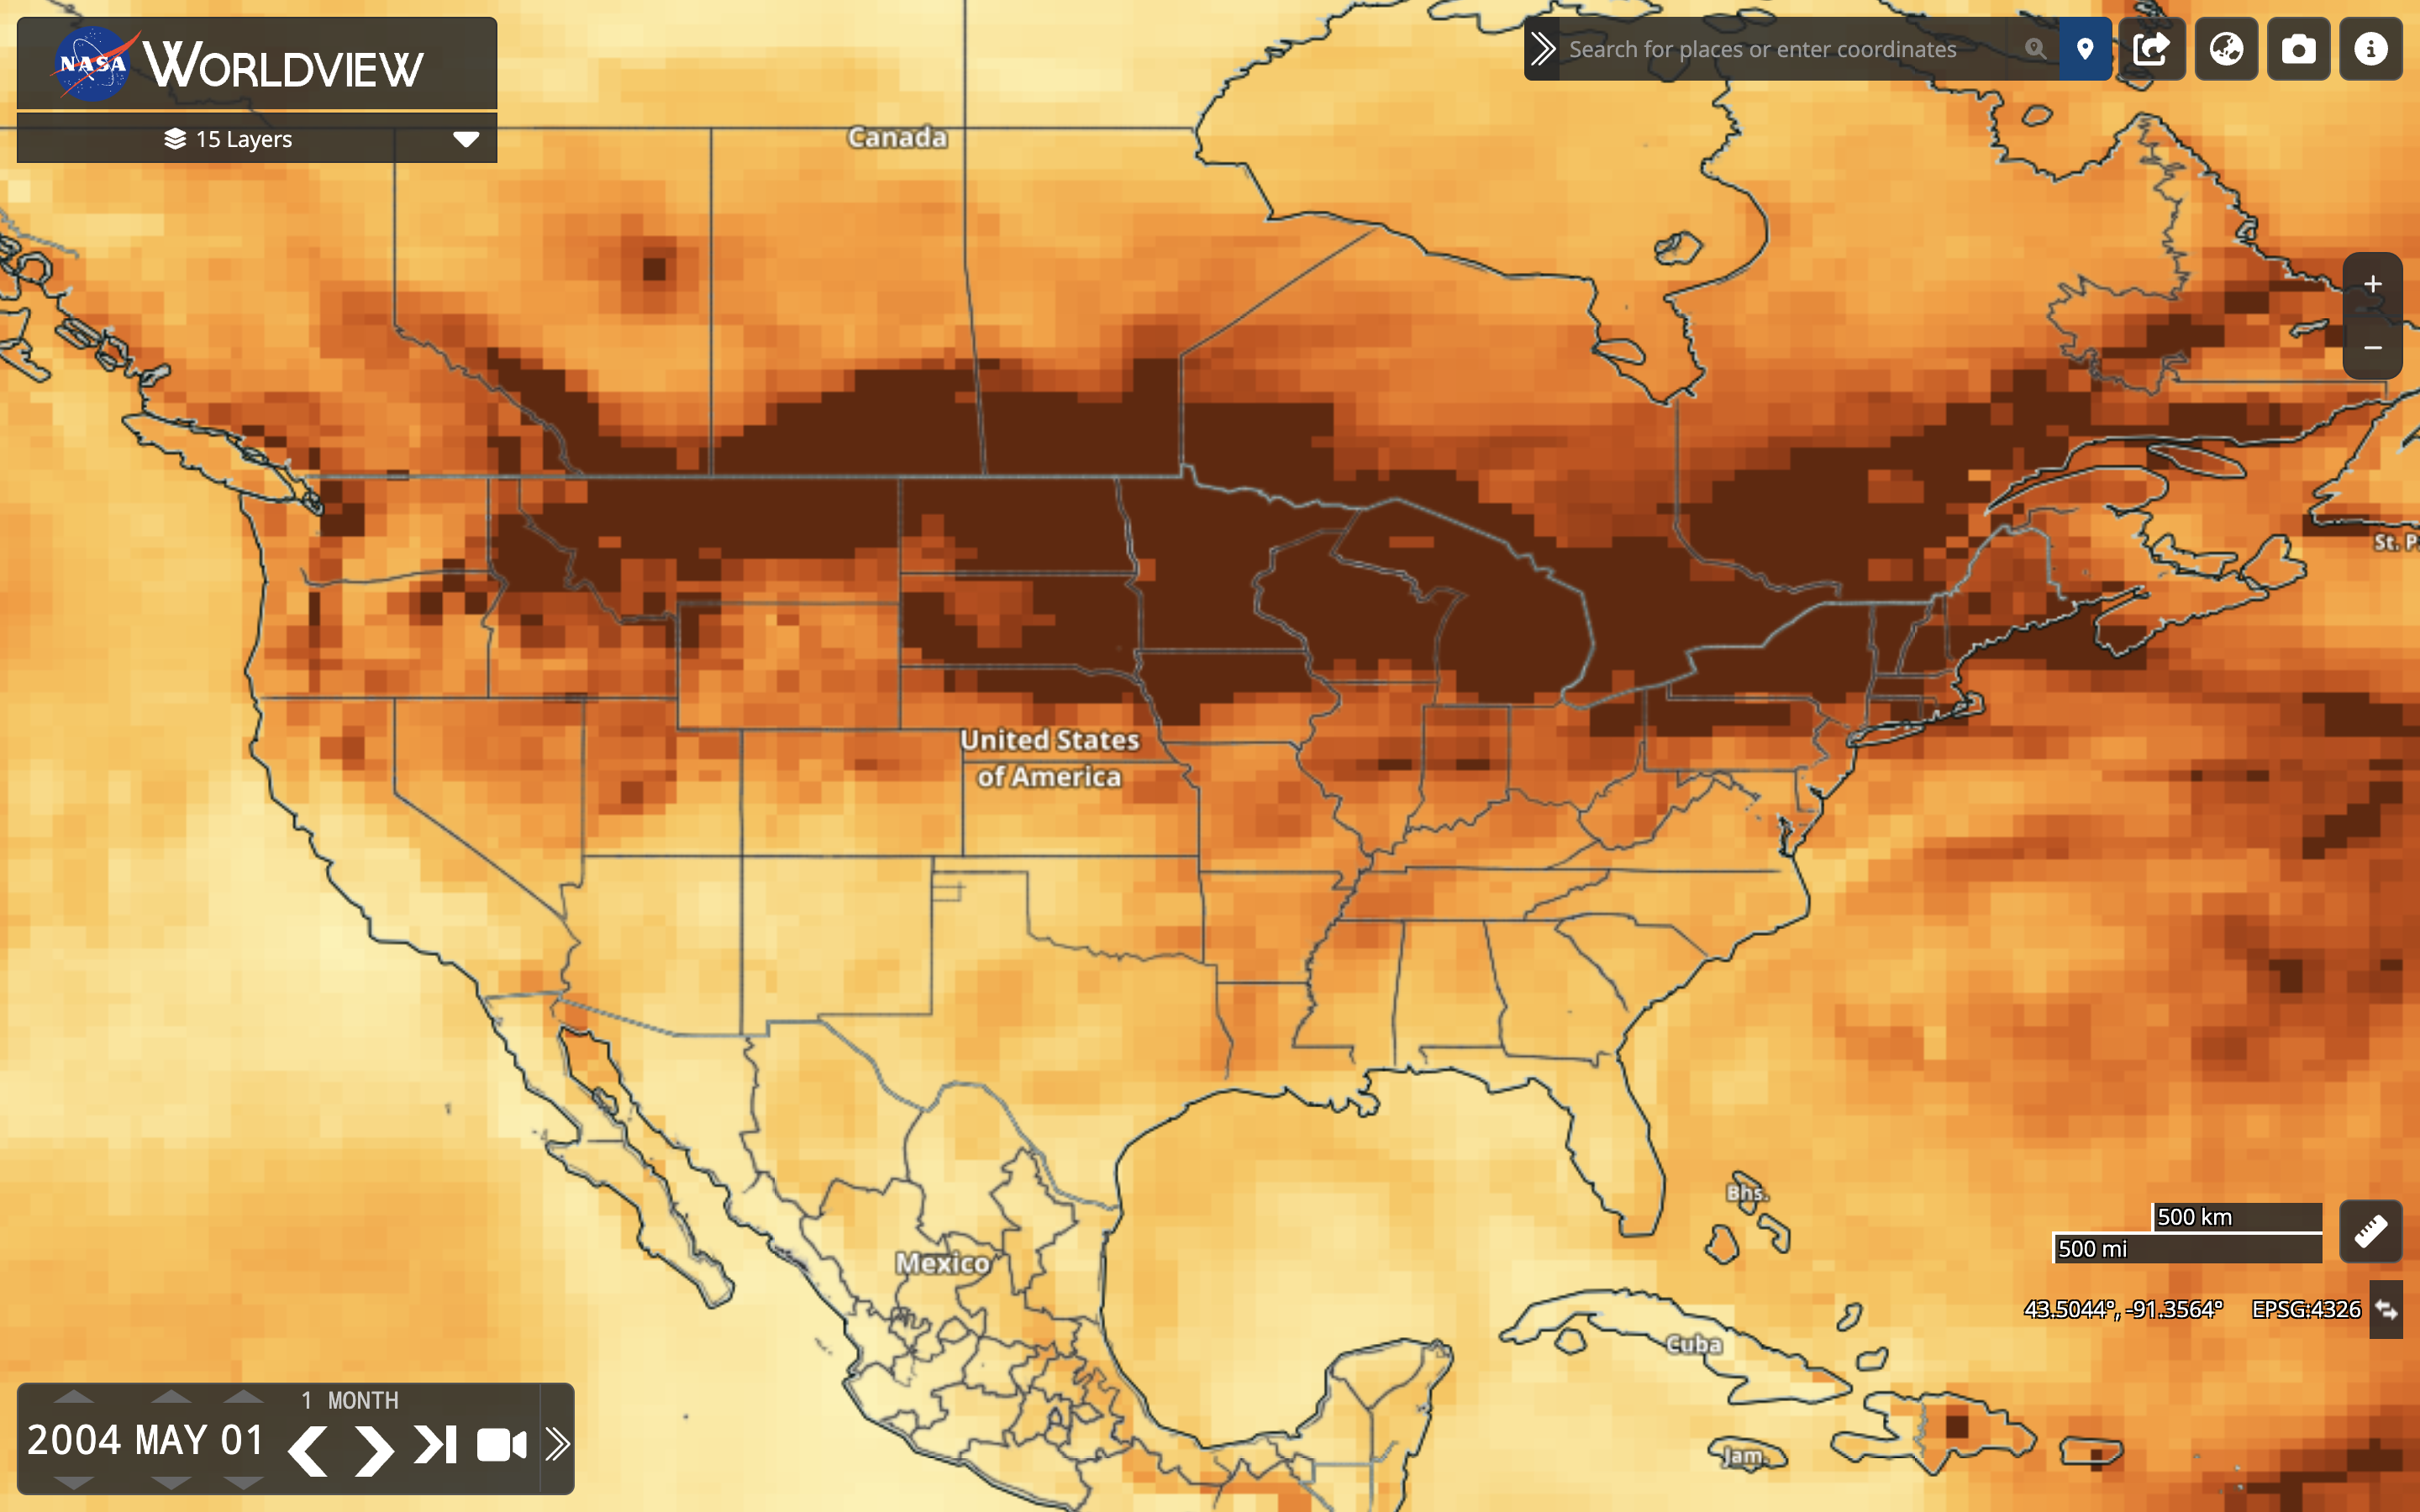 NASA WORLDVIEW
15 Layers
Search for places or enter coordinates
Canada
+
−
St. P
United States
of America
Bhs.
500 km
500 mi
Mexico
43.5044°, -91.3564° EPSG:4326
Cuba
Jam.
1 MONTH
2004 MAY 01